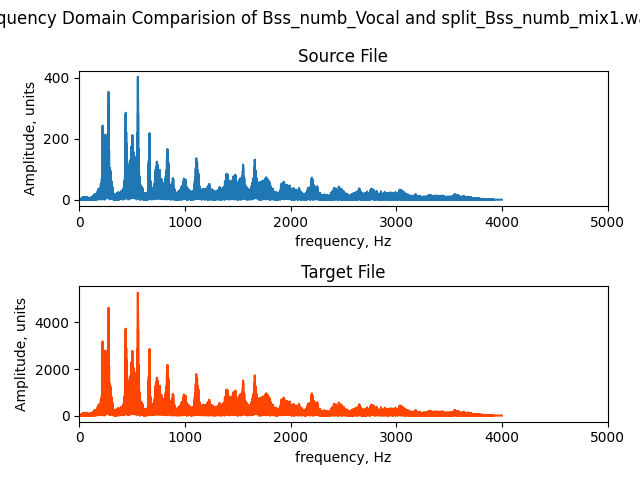 quency Domain Comparision of Bss_numb_Vocal and split_Bss_numb_mix1.wa
Source File
Amplitude, units
400
200
0
0 1000 2000 3000 4000 5000
frequency, Hz
Target File
Amplitude, units
4000
2000
0
0 1000 2000 3000 4000 5000
frequency, Hz